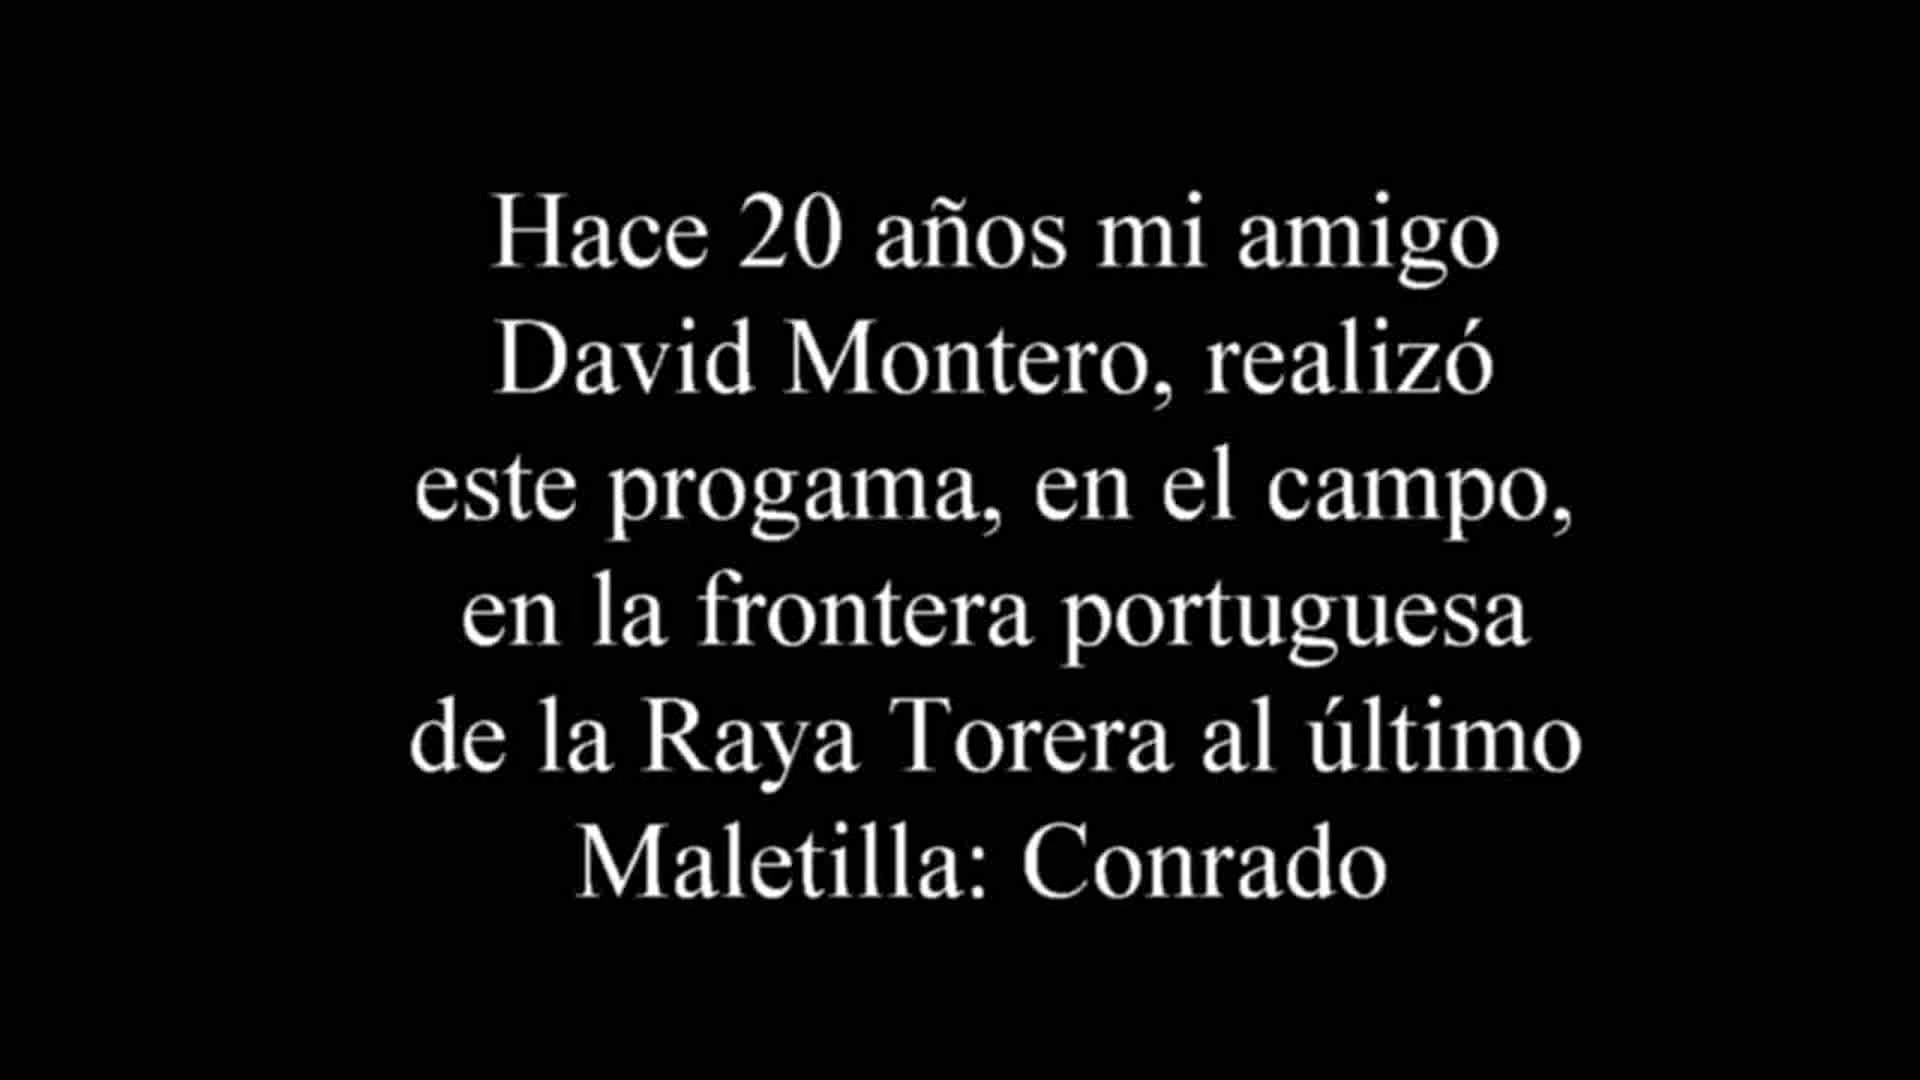 Hace 20 años mi amigo
David Montero, realizó
este progama, en el campo,
en la frontera portuguesa
de la Raya Torera al último
Maletilla: Conrado